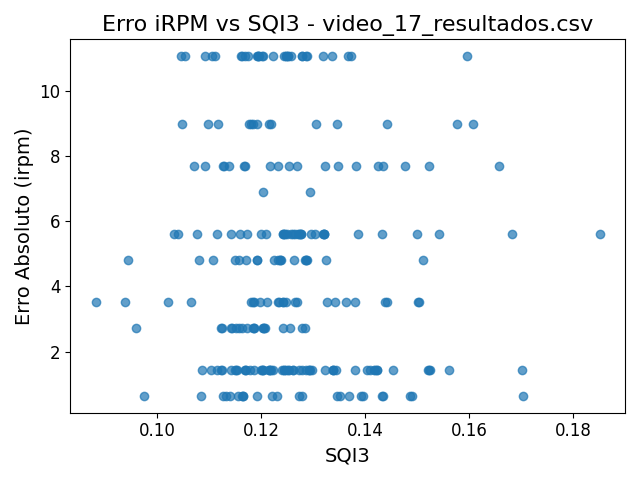 Erro iRPM vs SQI3 - video_17_resultados.csv
Erro Absoluto (irpm)
10
8
6
4
2
0.10 0.12 0.14 0.16 0.18
SQI3